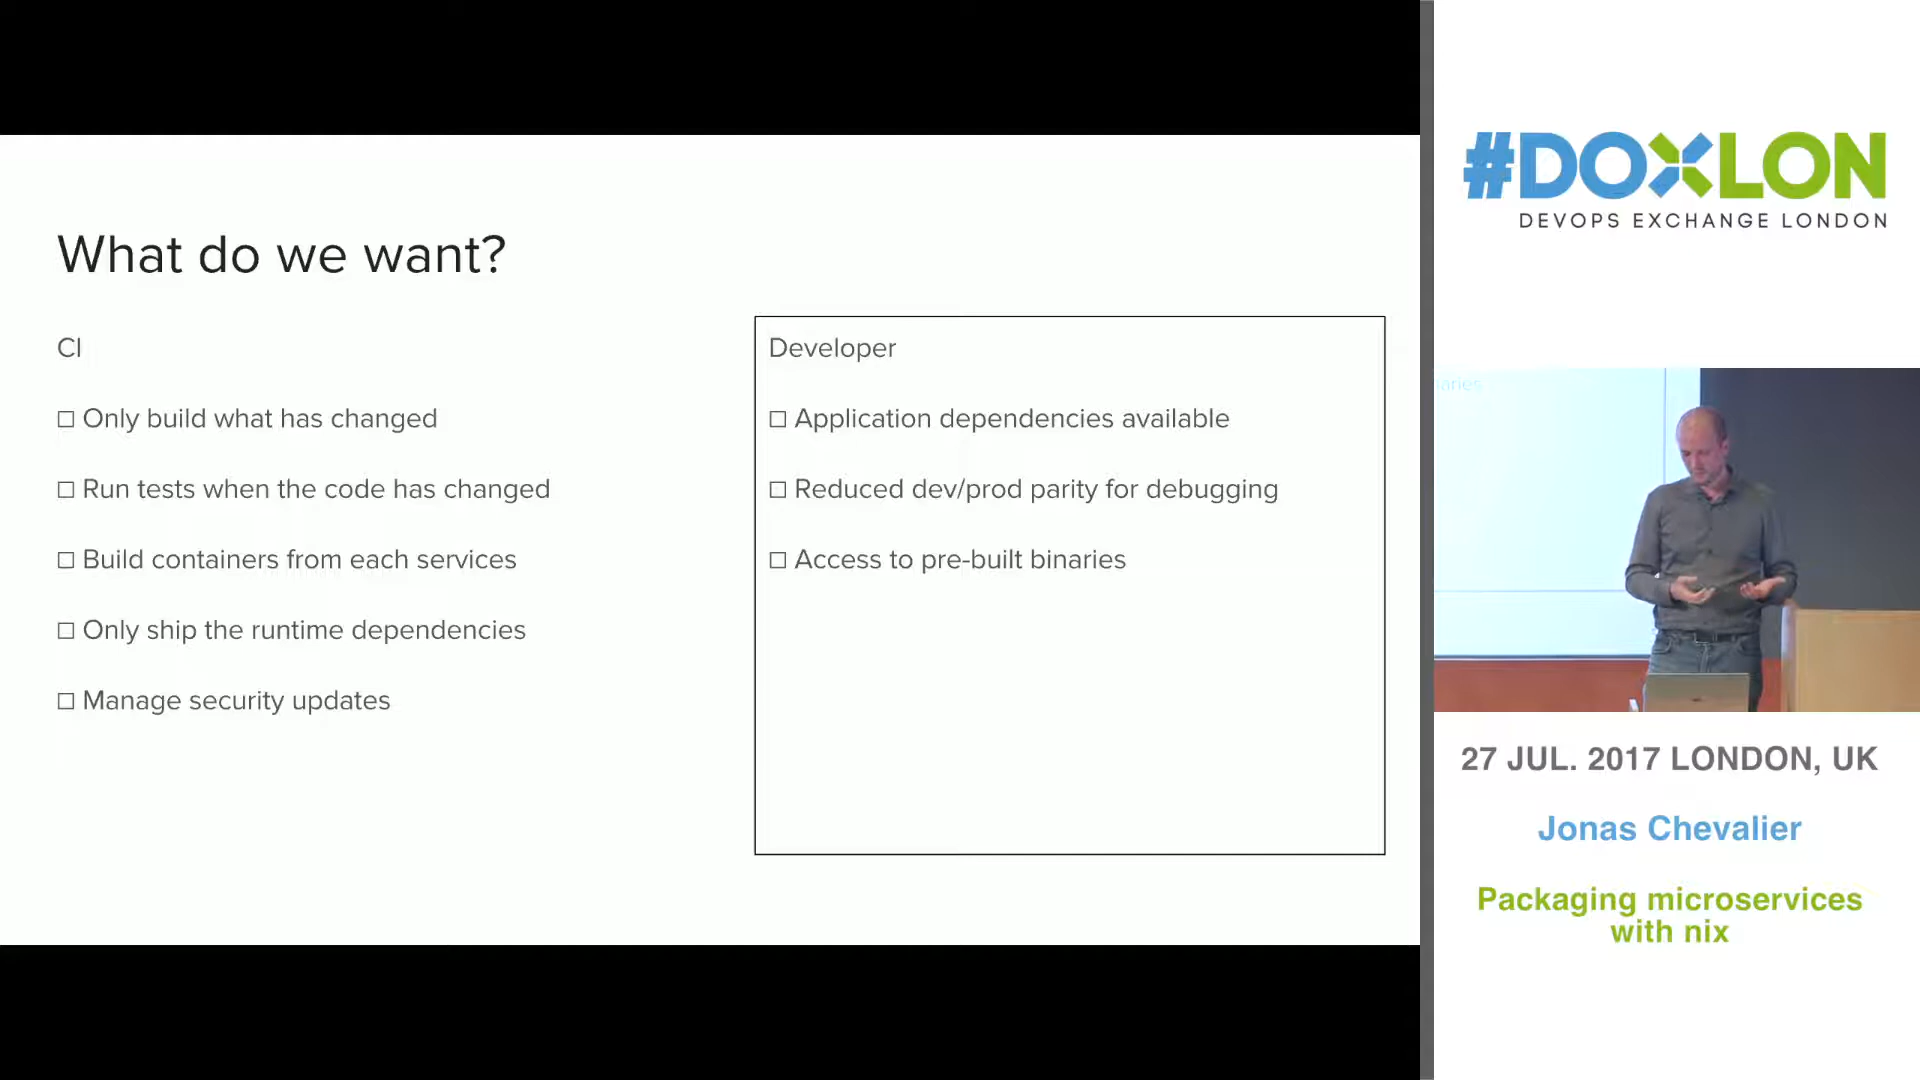 What do we want?
CI
☐ Only build what has changed
☐ Run tests when the code has changed
☐ Build containers from each services
☐ Only ship the runtime dependencies
☐ Manage security updates
Developer
☐ Application dependencies available
☐ Reduced dev/prod parity for debugging
☐ Access to pre-built binaries
#DOXLON
DEVOPS EXCHANGE LONDON
27 JUL. 2017 LONDON, UK
Jonas Chevalier
Packaging microservices
with nix